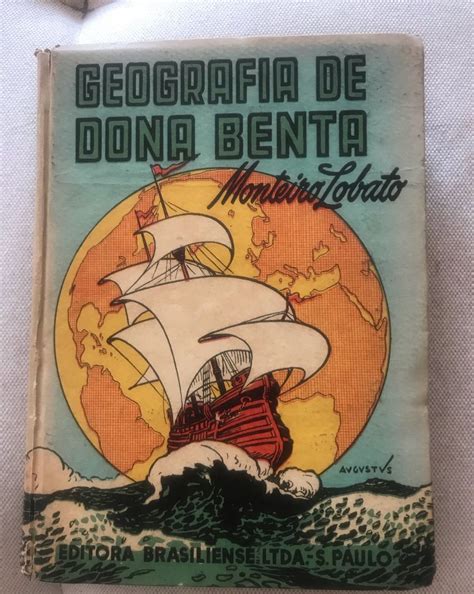 GEOGRAFIA DE
DONA BENTA
Monteiro Lobato
AVGVSTVS
EDITORA BRASILIENSE LTDA.-S. PAULO